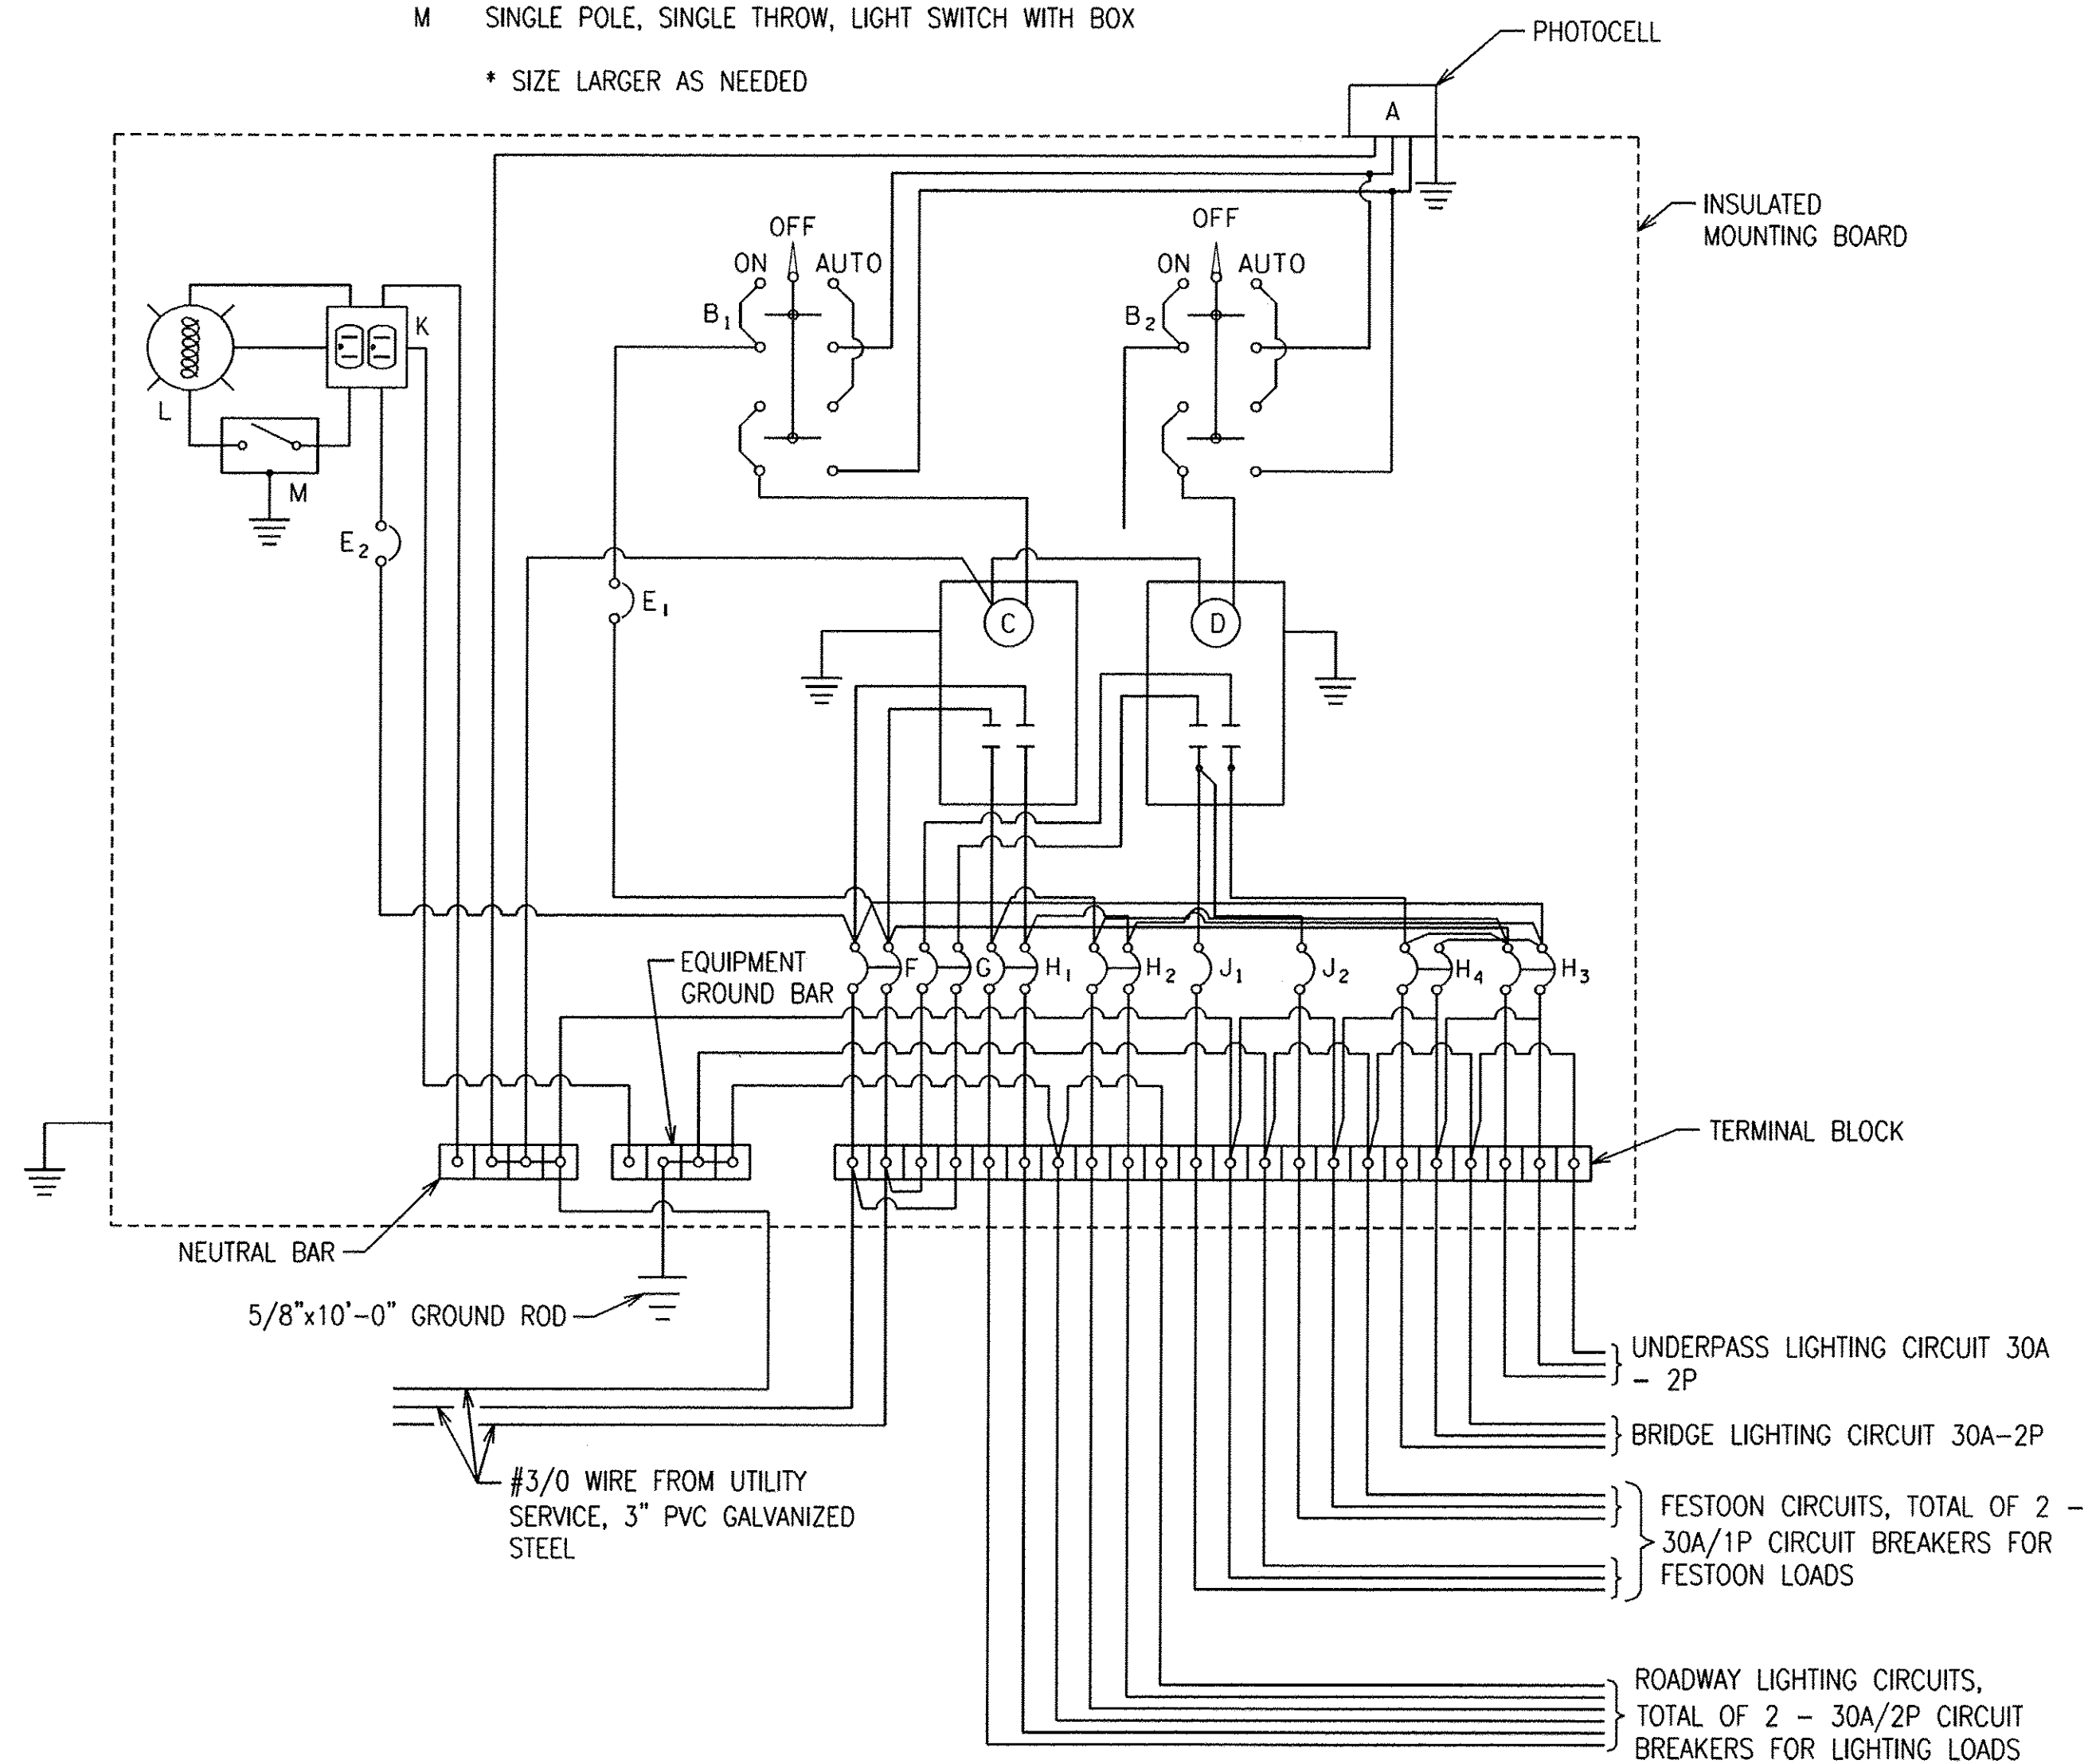 M SINGLE POLE, SINGLE THROW, LIGHT SWITCH WITH BOX
* SIZE LARGER AS NEEDED
PHOTOCELL
A
INSULATED
MOUNTING BOARD
OFF
ON AUTO
B1
OFF
ON AUTO
B2
K
L
M
E2
E1
C
D
EQUIPMENT
GROUND BAR
F
G
H1
H2
J1
J2
H4
H3
TERMINAL BLOCK
NEUTRAL BAR
5/8"x10'-0" GROUND ROD
#3/0 WIRE FROM UTILITY
SERVICE, 3" PVC GALVANIZED
STEEL
UNDERPASS LIGHTING CIRCUIT 30A
- 2P
BRIDGE LIGHTING CIRCUIT 30A-2P
FESTOON CIRCUITS, TOTAL OF 2 -
30A/1P CIRCUIT BREAKERS FOR
FESTOON LOADS
ROADWAY LIGHTING CIRCUITS,
TOTAL OF 2 - 30A/2P CIRCUIT
BREAKERS FOR LIGHTING LOADS